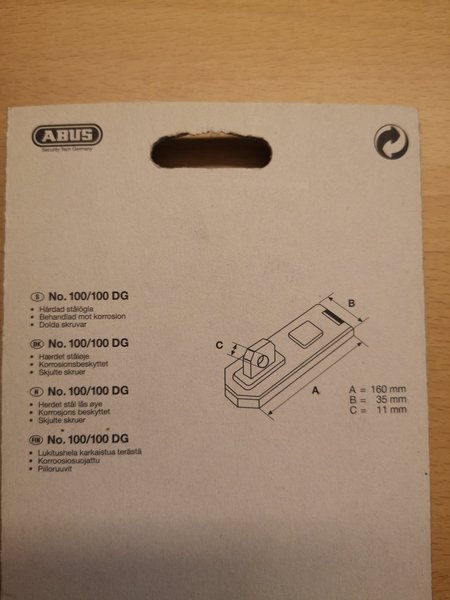 ABUS
Security Tech Germany
S No. 100/100 DG
• Härdad stålögla
• Behandlad mot korrosion
• Dolda skruvar
DK No. 100/100 DG
• Hærdet ståløje
• Korrosionsbeskyttet
• Skjulte skruer
N No. 100/100 DG
• Herdet stål lås øye
• Korrosjons beskyttet
• Skjulte skruer
FIN No. 100/100 DG
• Lukitushela karkaistua terästä
• Korroosiosuojattu
• Piiloruuvit
B
C
A
A = 160 mm
B = 35 mm
C = 11 mm